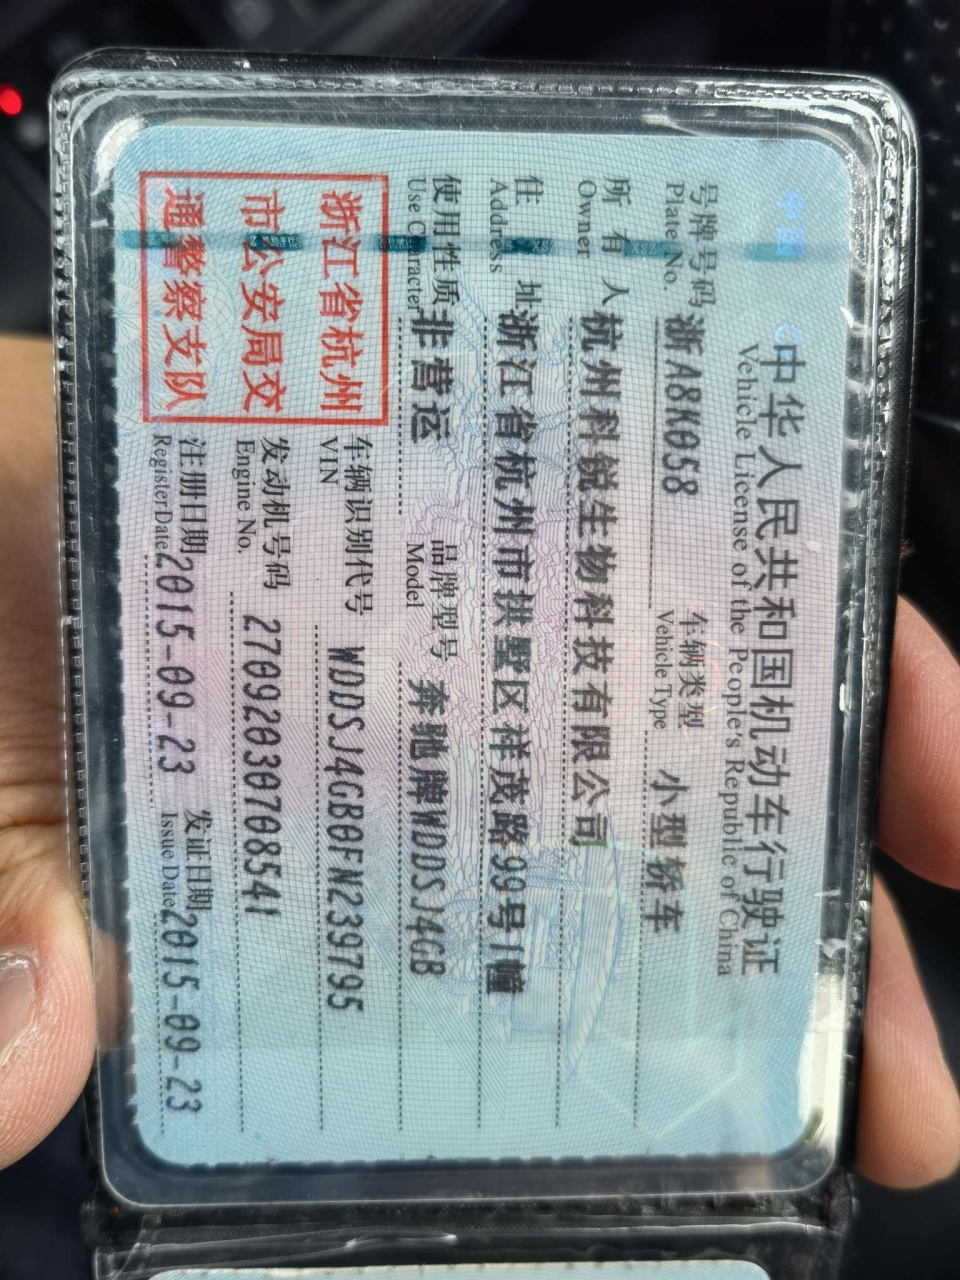 中华人民共和国机动车行驶证
Vehicle License of the People's Republic of China
号牌号码 浙A8K058 车辆类型 小型轿车
Plate No. Vehicle Type
所有人 杭州科锐生物科技有限公司
Owner
住址 浙江省杭州市拱墅区祥茂路99号1幢
Address
使用性质 非营运 品牌型号 奔驰牌WDDSJ4GB
Use Character Model
浙江省杭州
市公安局交
通警察支队
车辆识别代号 WDDSJ4GB0FN239795
VIN
发动机号码 27092030708541
Engine No.
注册日期 2015-09-23 发证日期 2015-09-23
Register Date Issue Date